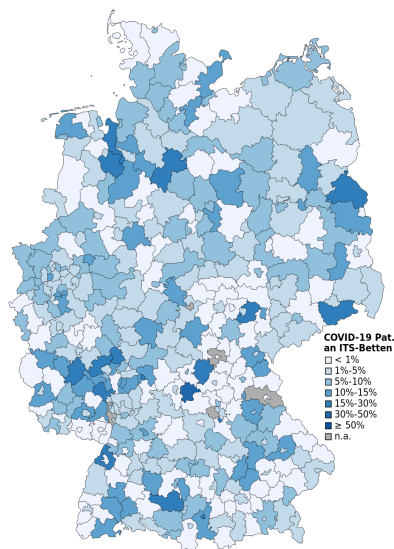 COVID-19 Pat.
an ITS-Betten
< 1%
1%-5%
5%-10%
10%-15%
15%-30%
30%-50%
≥ 50%
n.a.